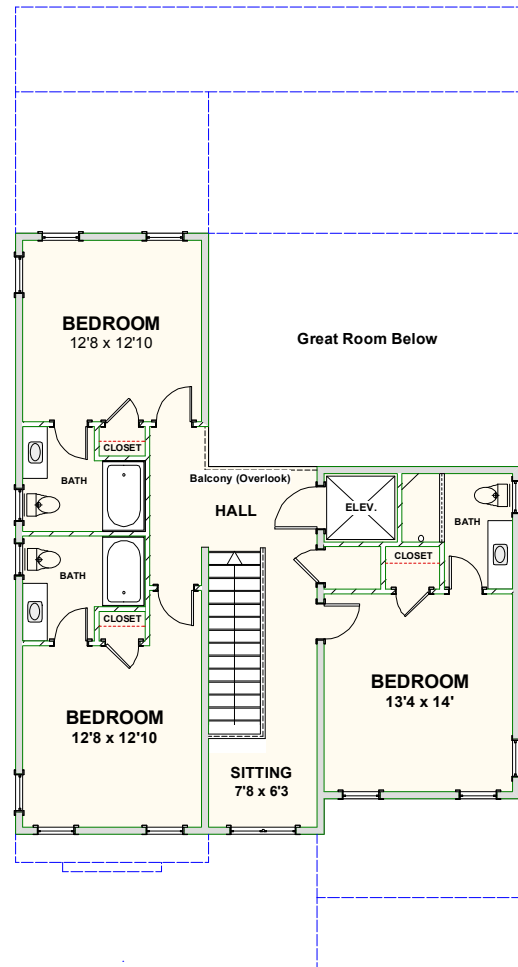 BEDROOM
12'8 x 12'10
Great Room Below
CLOSET
BATH
Balcony (Overlook)
HALL
ELEV.
BATH
CLOSET
BATH
CLOSET
BEDROOM
12'8 x 12'10
BEDROOM
13'4 x 14'
SITTING
7'8 x 6'3